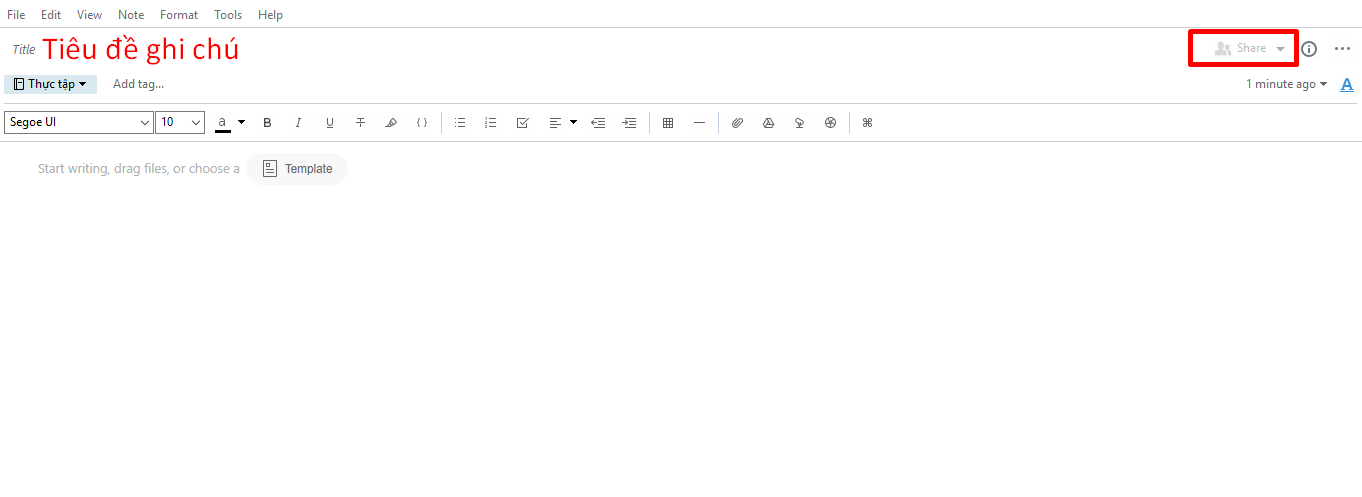 File Edit View Note Format Tools Help
Title Tiêu đề ghi chú Share
Thực tập Add tag... 1 minute ago A
Segoe UI 10 a B I U T { }
Start writing, drag files, or choose a Template